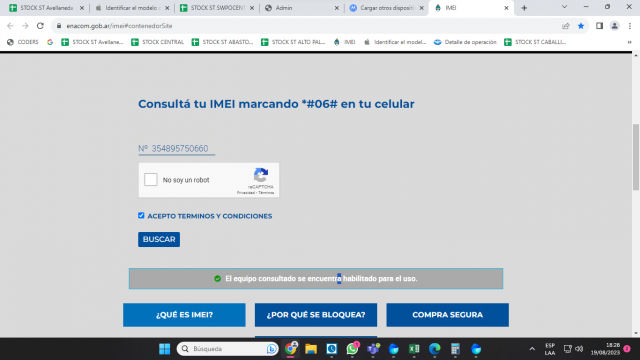 STOCK ST Avellaned
Identificar el modelo
STOCK ST SWPOCENT
Admin
Cargar otros dispositi
IMEI
enacom.gob.ar/imei#contenedorSite
CODERS
G
STOCK ST Avellane...
STOCK CENTRAL
STOCK ST ABASTO...
STOCK ST ALTO PAL...
IMEI
Identificar el model...
Detalle de operación
STOCK ST CABALLI...
Consultá tu IMEI marcando *#06# en tu celular
Nº 354895750660
No soy un robot
reCAPTCHA
Privacidad - Términos
ACEPTO TERMINOS Y CONDICIONES
BUSCAR
El equipo consultado se encuentra habilitado para el uso.
¿QUÉ ES IMEI?
¿POR QUÉ SE BLOQUEA?
COMPRA SEGURA
Búsqueda
ESP
LAA
18:26
19/08/2023